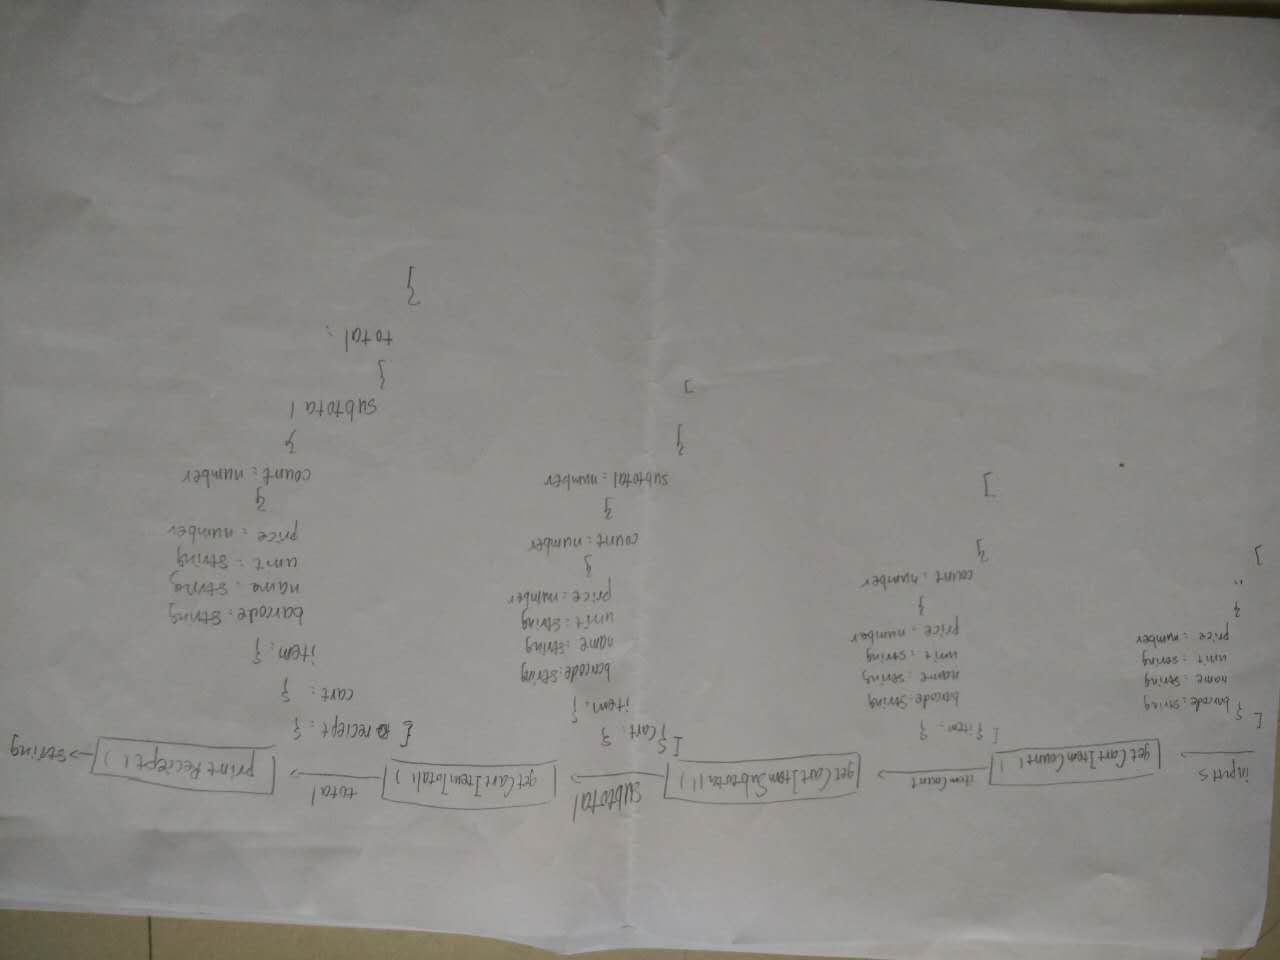 inputs getCartItemCount( ) itemCount getCartItemSubtotal( ) subtotal getCartItemTotal( ) total printReciept( ) string
[{ barcode: string
name: string
unit: string
price: number
}
,,
]
[{ item: {
barcode: string
name: string
unit: string
price: number
}
count: number
}
]
[{ Cart: {
item: {
barcode: string
name: string
unit: string
price: number
}
count: number
}
subtotal: number
}
]
[ reciept: {
cart: {
item: {
barcode: string
name: string
unit: string
price: number
}
count: number
}
subtotal
}
total:
}